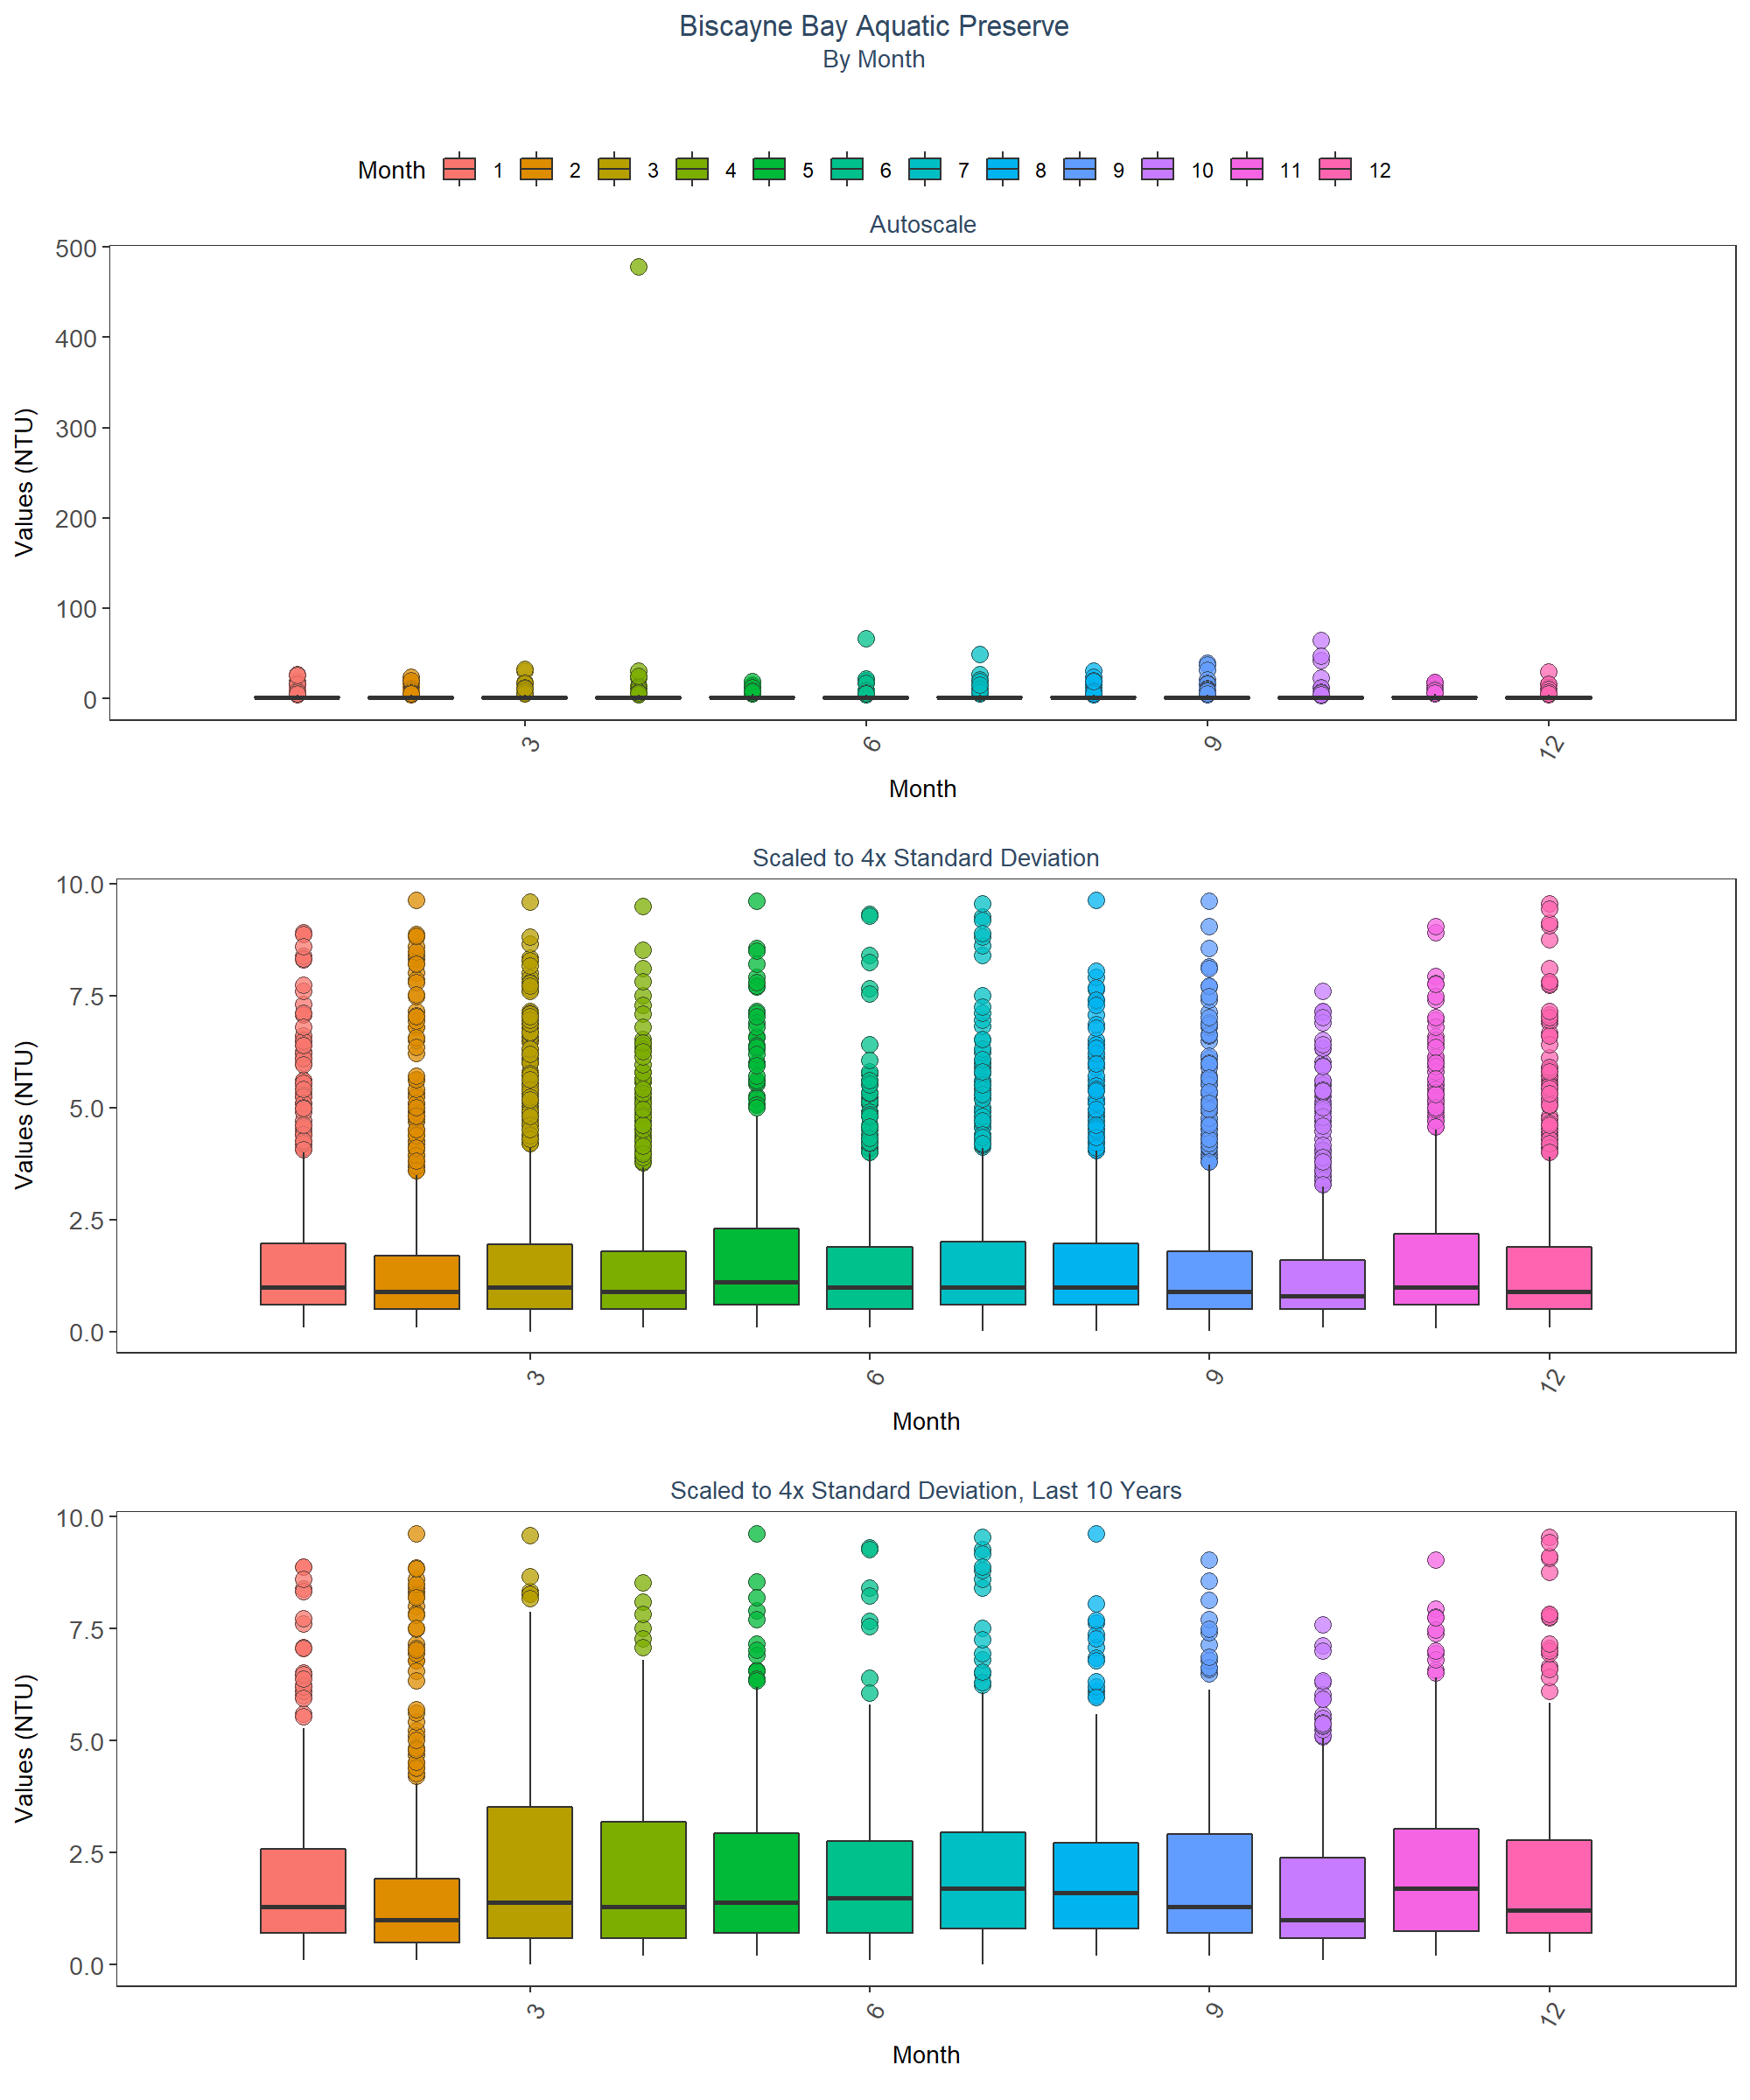 Biscayne Bay Aquatic Preserve
By Month
Month 1 2 3 4 5 6 7 8 9 10 11 12
Autoscale
Values (NTU)
500
400
300
200
100
0
3 6 9 12
Month
Scaled to 4x Standard Deviation
Values (NTU)
10.0
7.5
5.0
2.5
0.0
3 6 9 12
Month
Scaled to 4x Standard Deviation, Last 10 Years
Values (NTU)
10.0
7.5
5.0
2.5
0.0
3 6 9 12
Month